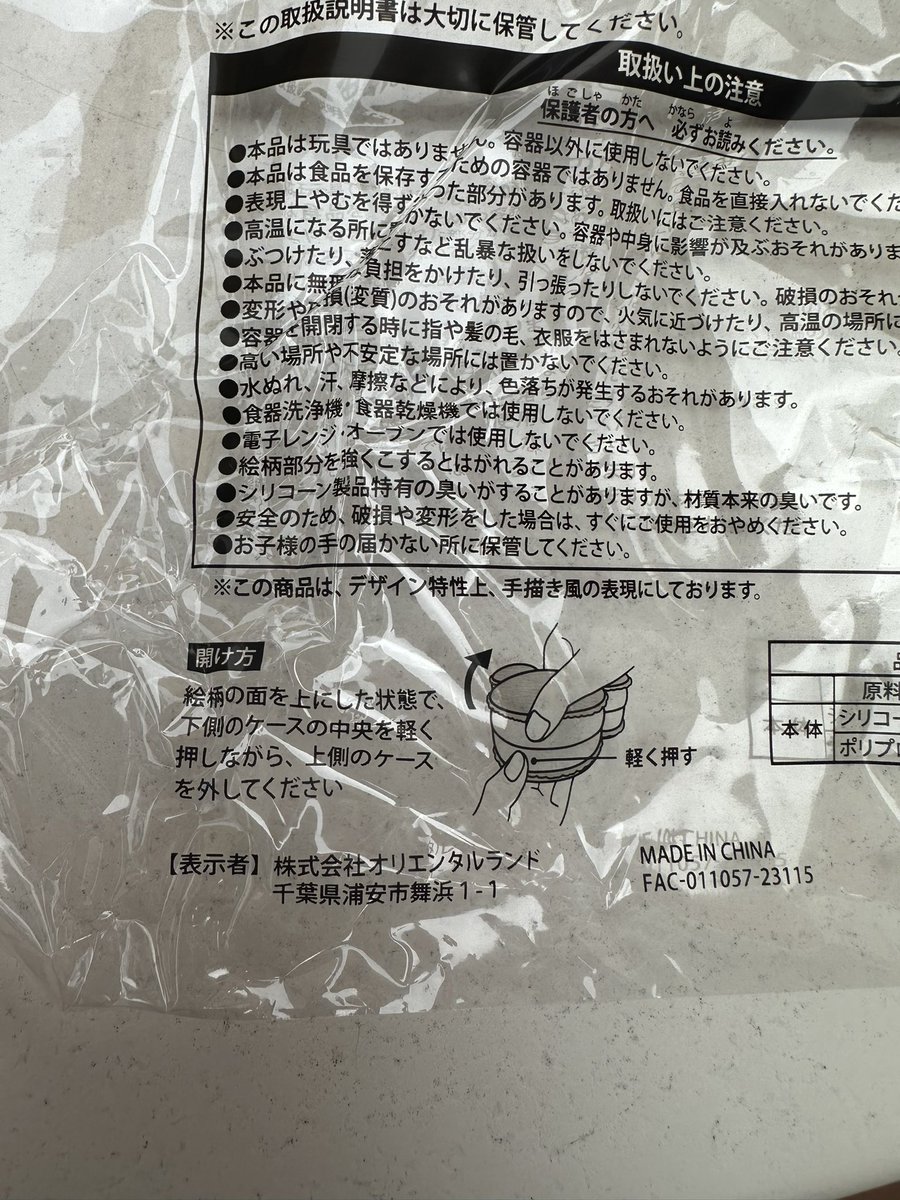 ※この取扱説明書は大切に保管してください。
取扱い上の注意
保護者の方へ 必ずお読みください。
●本品は玩具ではありません。容器以外に使用しないでください。
●本品は食品を保存するための容器ではありません。食品を直接入れないでくだ
●表現上やむを得ず った部分があります。取扱いにはご注意ください。
●高温になる所に かないでください。容器や中身に影響が及ぶおそれがありま
●ぶつけたり、 すなど乱暴な扱いをしないでください。
●本品に無理 負担をかけたり、引っ張ったりしないでください。破損のおそれ
●変形や 損(変質)のおそれがありますので、火気に近づけたり、高温の場所に
●容器を開閉する時に指や髪の毛、衣服をはさまれないようにご注意ください。
●高い場所や不安定な場所には置かないでください。
●水ぬれ、汗、摩擦などにより、色落ちが発生するおそれがあります。
●食器洗浄機・食器乾燥機では使用しないでください。
●電子レンジ・オーブンでは使用しないでください。
●絵柄部分を強くこするとはがれることがあります。
●シリコーン製品特有の臭いがすることがありますが、材質本来の臭いです。
●安全のため、破損や変形をした場合は、すぐにご使用をおやめください。
●お子様の手の届かない所に保管してください。
※この商品は、デザイン特性上、手描き風の表現にしております。
開け方
絵柄の面を上にした状態で、
下側のケースの中央を軽く
押しながら、上側のケース
を外してください
軽く押す
品
原料
本体 シリコー
ポリプロ
【表示者】株式会社オリエンタルランド
千葉県浦安市舞浜1-1
MADE IN CHINA
FAC-011057-23115